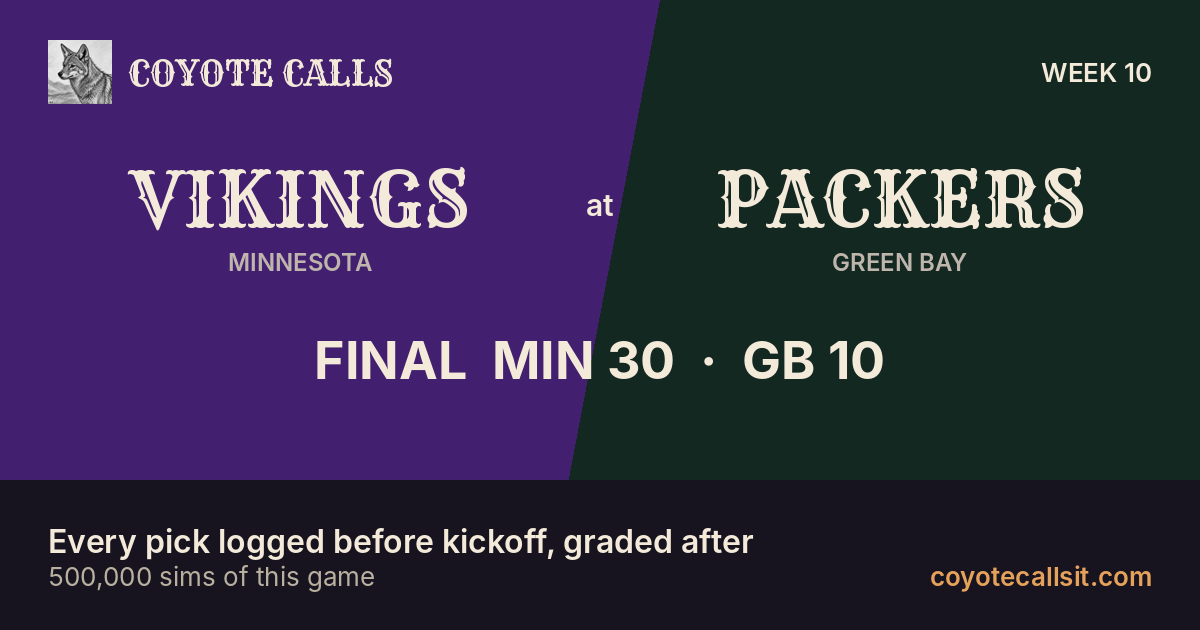 COYOTE CALLS
WEEK 10
VIKINGS at PACKERS
MINNESOTA GREEN BAY
FINAL MIN 30 · GB 10
Every pick logged before kickoff, graded after
500,000 sims of this game
coyotecallsit.com